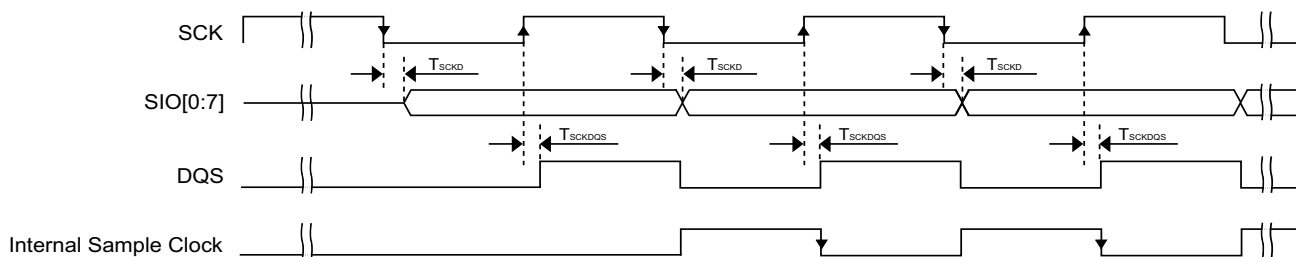 SCK
TSCKD TSCKD TSCKD
SIO[0:7]
TSCKDQS TSCKDQS TSCKDQS
DQS
Internal Sample Clock